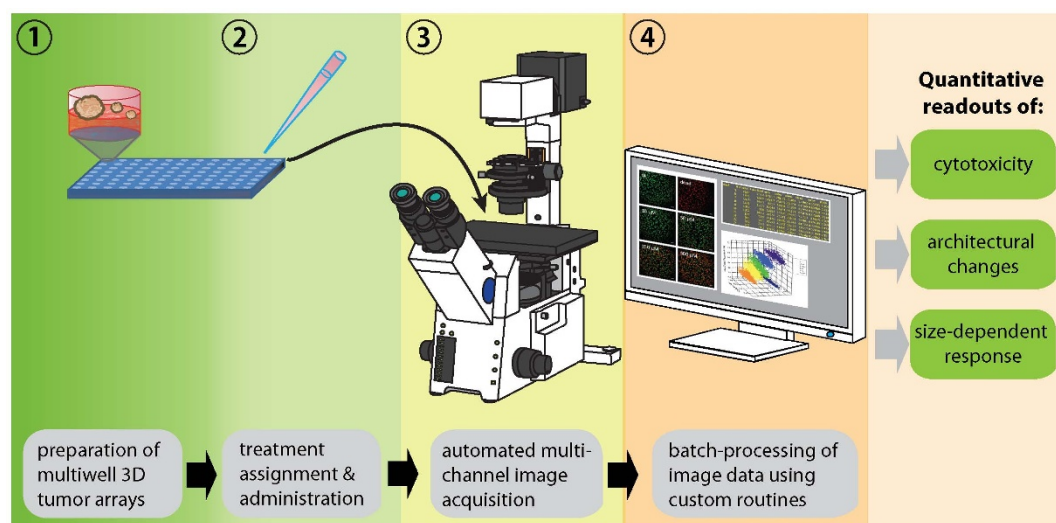 1
2
3
4
Quantitative
readouts of:
cytotoxicity
architectural
changes
size-dependent
response
dead
preparation of
multiwell 3D
tumor arrays
treatment
assignment &
administration
automated multi-
channel image
acquisition
batch-processing of
image data using
custom routines